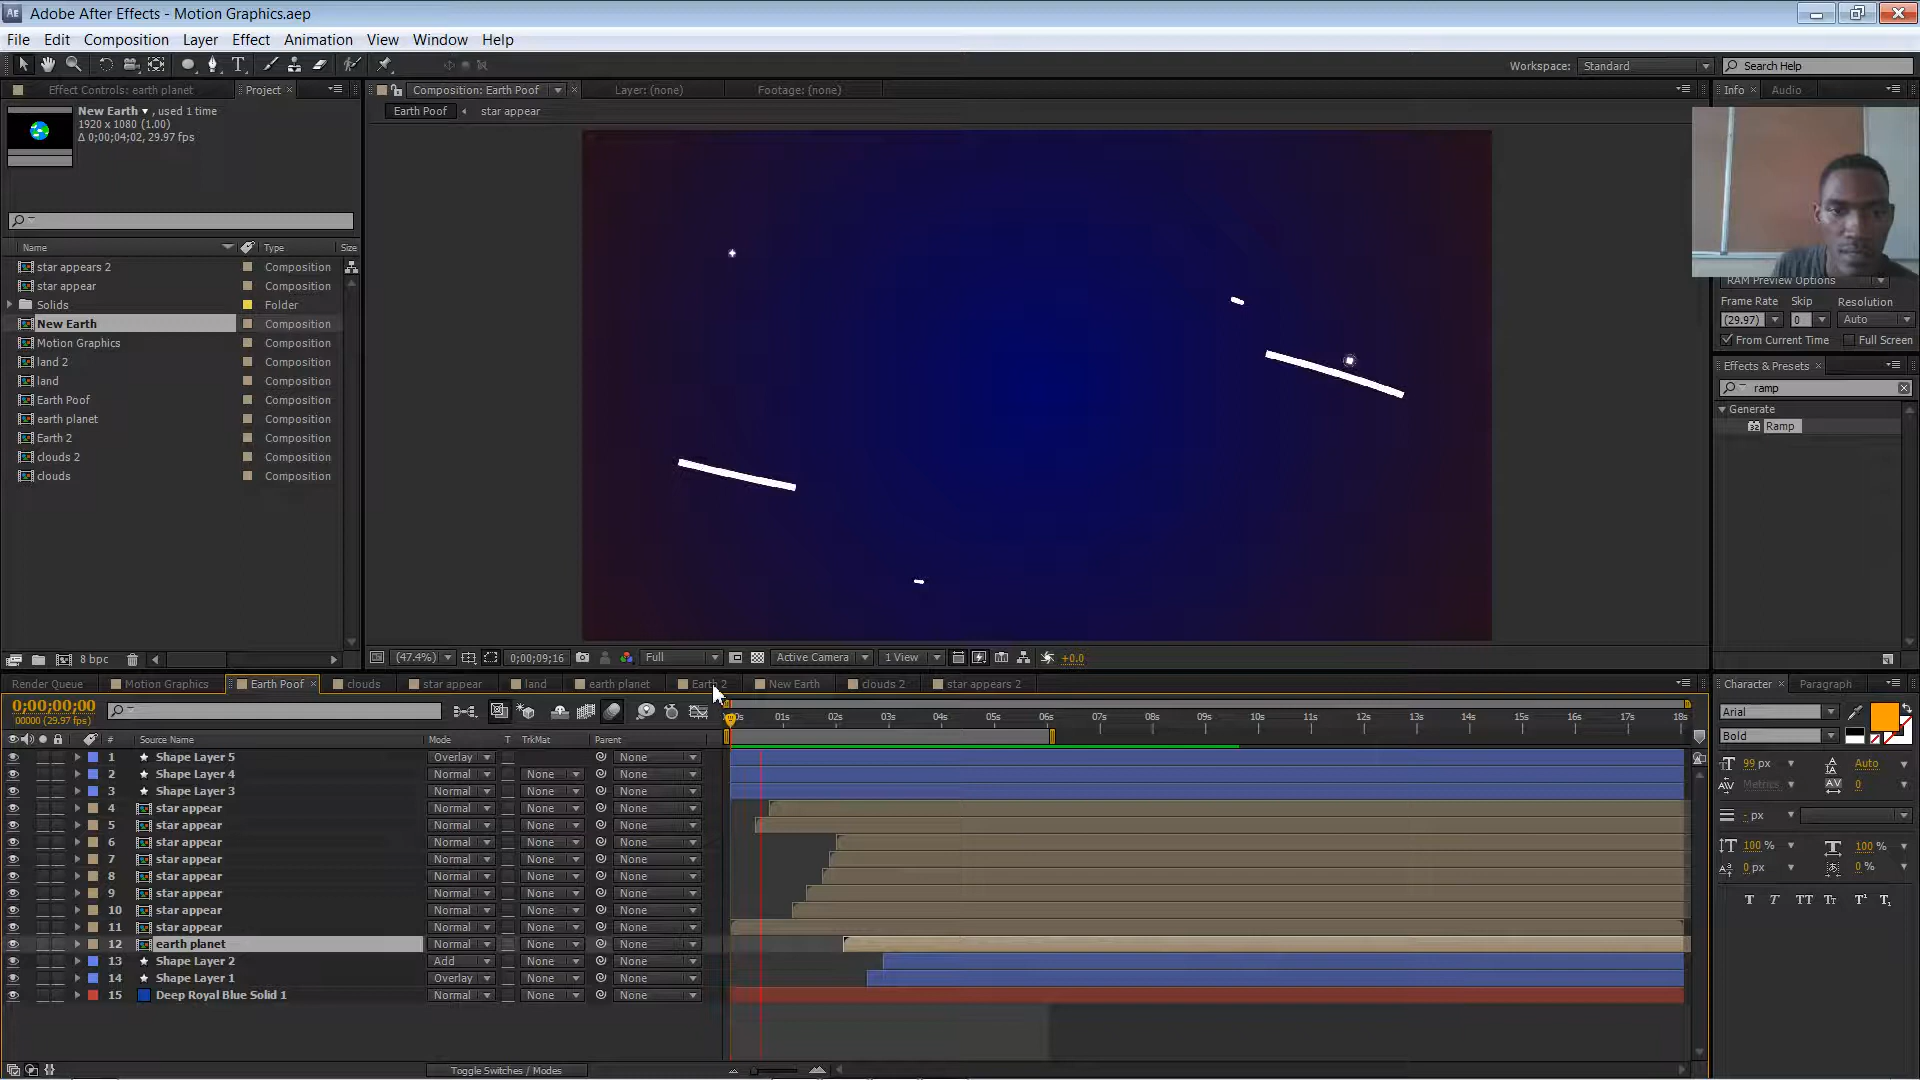 Adobe After Effects - Motion Graphics.aep
File Edit Composition Layer Effect Animation View Window Help
Workspace: Standard Search Help
Effect Controls: earth planet Project
New Earth, used 1 time
1920 x 1080 (1.00)
Δ 0;00;04;02, 29.97 fps
Name Type Size
star appears 2 Composition
star appear Composition
Solids Folder
New Earth Composition
Motion Graphics Composition
land 2 Composition
land Composition
Earth Poof Composition
earth planet Composition
Earth 2 Composition
clouds 2 Composition
clouds Composition
8 bpc
Composition: Earth Poof Layer: (none) Footage: (none)
Earth Poof star appear
(47.4%) 0;00;09;16 Full Active Camera 1 View +0.0
Info Audio
RAM Preview Options
Frame Rate Skip Resolution
(29.97) 0 Auto
From Current Time Full Screen
Effects & Presets
ramp
Generate
Ramp
Render Queue Motion Graphics Earth Poof clouds star appear land earth planet Earth 2 New Earth clouds 2 star appears 2
0;00;00;00
00000 (29.97 fps)
01s 02s 03s 04s 05s 06s 07s 08s 09s 10s 11s 12s 13s 14s 15s 16s 17s 18s
# Source Name Mode T TrkMat Parent
1 Shape Layer 5 Overlay None
2 Shape Layer 4 Normal None None
3 Shape Layer 3 Normal None None
4 star appear Normal None None
5 star appear Normal None None
6 star appear Normal None None
7 star appear Normal None None
8 star appear Normal None None
9 star appear Normal None None
10 star appear Normal None None
11 star appear Normal None None
12 earth planet Normal None None
13 Shape Layer 2 Add None None
14 Shape Layer 1 Overlay None None
15 Deep Royal Blue Solid 1 Normal None None
Toggle Switches / Modes
Character Paragraph
Arial
Bold
99 px Auto
Metrics 0
- px
100 % 100 %
0 px 0 %
T T TT Tt T¹ T₁